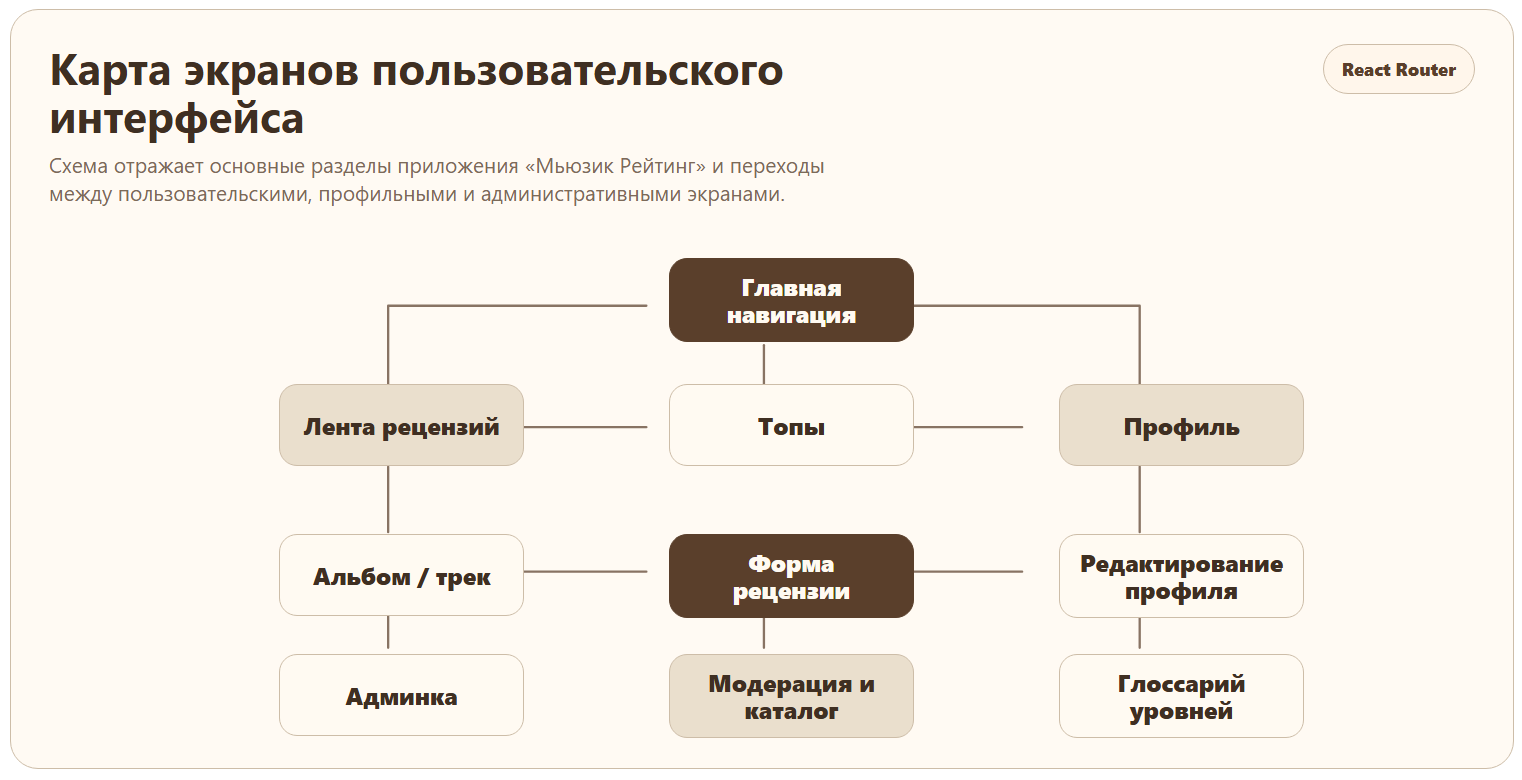 Карта экранов пользовательского
интерфейса
React Router
Схема отражает основные разделы приложения «Мьюзик Рейтинг» и переходы
между пользовательскими, профильными и административными экранами.
Главная
навигация
Лента рецензий
Топы
Профиль
Альбом / трек
Форма
рецензии
Редактирование
профиля
Админка
Модерация и
каталог
Глоссарий
уровней